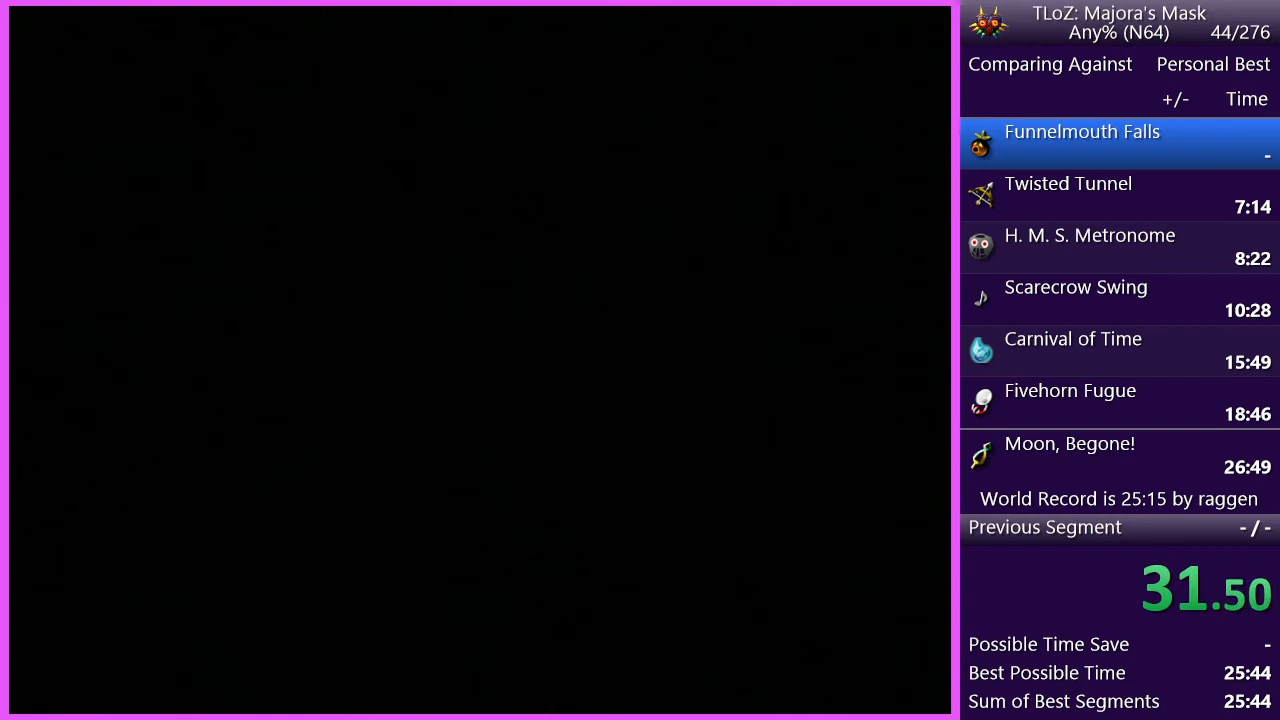 TLoZ: Majora's Mask
Any% (N64) 44/276
Comparing Against Personal Best
+/- Time
Funnelmouth Falls
-
Twisted Tunnel
7:14
H. M. S. Metronome
8:22
Scarecrow Swing
10:28
Carnival of Time
15:49
Fivehorn Fugue
18:46
Moon, Begone!
26:49
World Record is 25:15 by raggen
Previous Segment - / -
31.50
Possible Time Save -
Best Possible Time 25:44
Sum of Best Segments 25:44